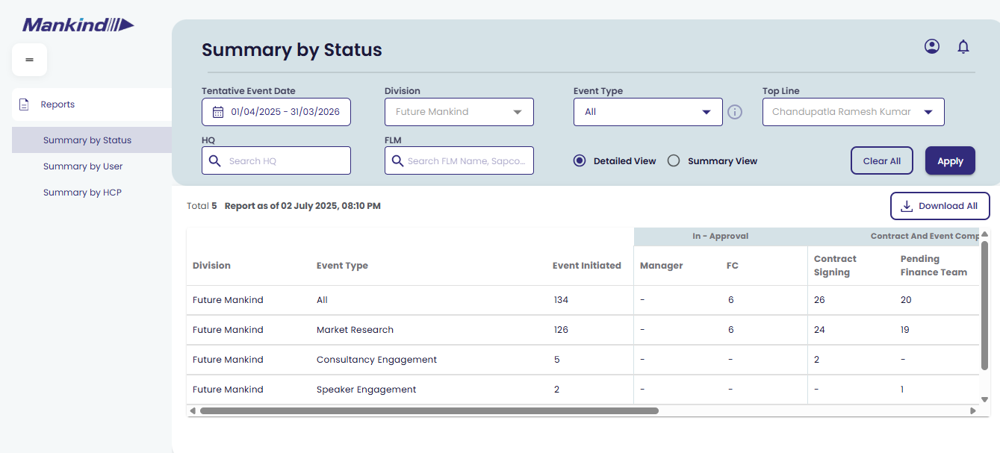 Mankind
Summary by Status
Reports
Summary by Status
Summary by User
Summary by HCP
Tentative Event Date Division Event Type Top Line
01/04/2025 - 31/03/2026 Future Mankind All Chandupatla Ramesh Kumar
HQ FLM
Search HQ Search FLM Name, Sapco... Detailed View Summary View Clear All Apply
Total 5 Report as of 02 July 2025, 08:10 PM Download All
In - Approval Contract And Event Comp
Division Event Type Event Initiated Manager FC Contract Signing Pending Finance Team
Future Mankind All 134 - 6 26 20
Future Mankind Market Research 126 - 6 24 19
Future Mankind Consultancy Engagement 5 - - 2 -
Future Mankind Speaker Engagement 2 - - - 1